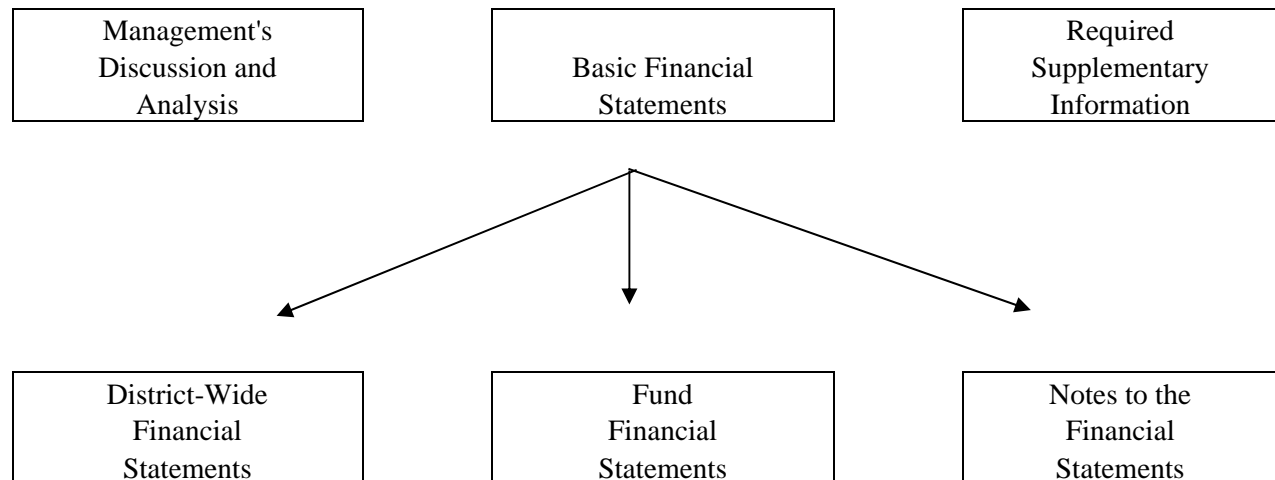 Management's
Discussion and
Analysis
Basic Financial
Statements
Required
Supplementary
Information
District-Wide
Financial
Statements
Fund
Financial
Statements
Notes to the
Financial
Statements